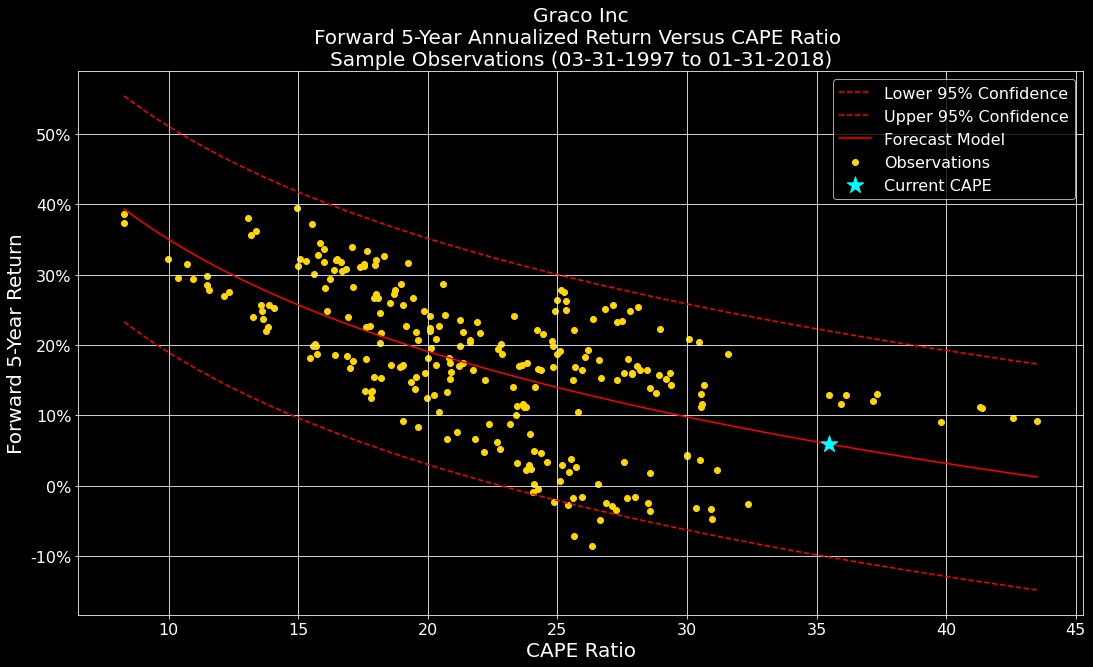 Graco Inc
Forward 5-Year Annualized Return Versus CAPE Ratio
Sample Observations (03-31-1997 to 01-31-2018)
Lower 95% Confidence
Upper 95% Confidence
Forecast Model
Observations
Current CAPE
Forward 5-Year Return
50%
40%
30%
20%
10%
0%
-10%
10 15 20 25 30 35 40 45
CAPE Ratio